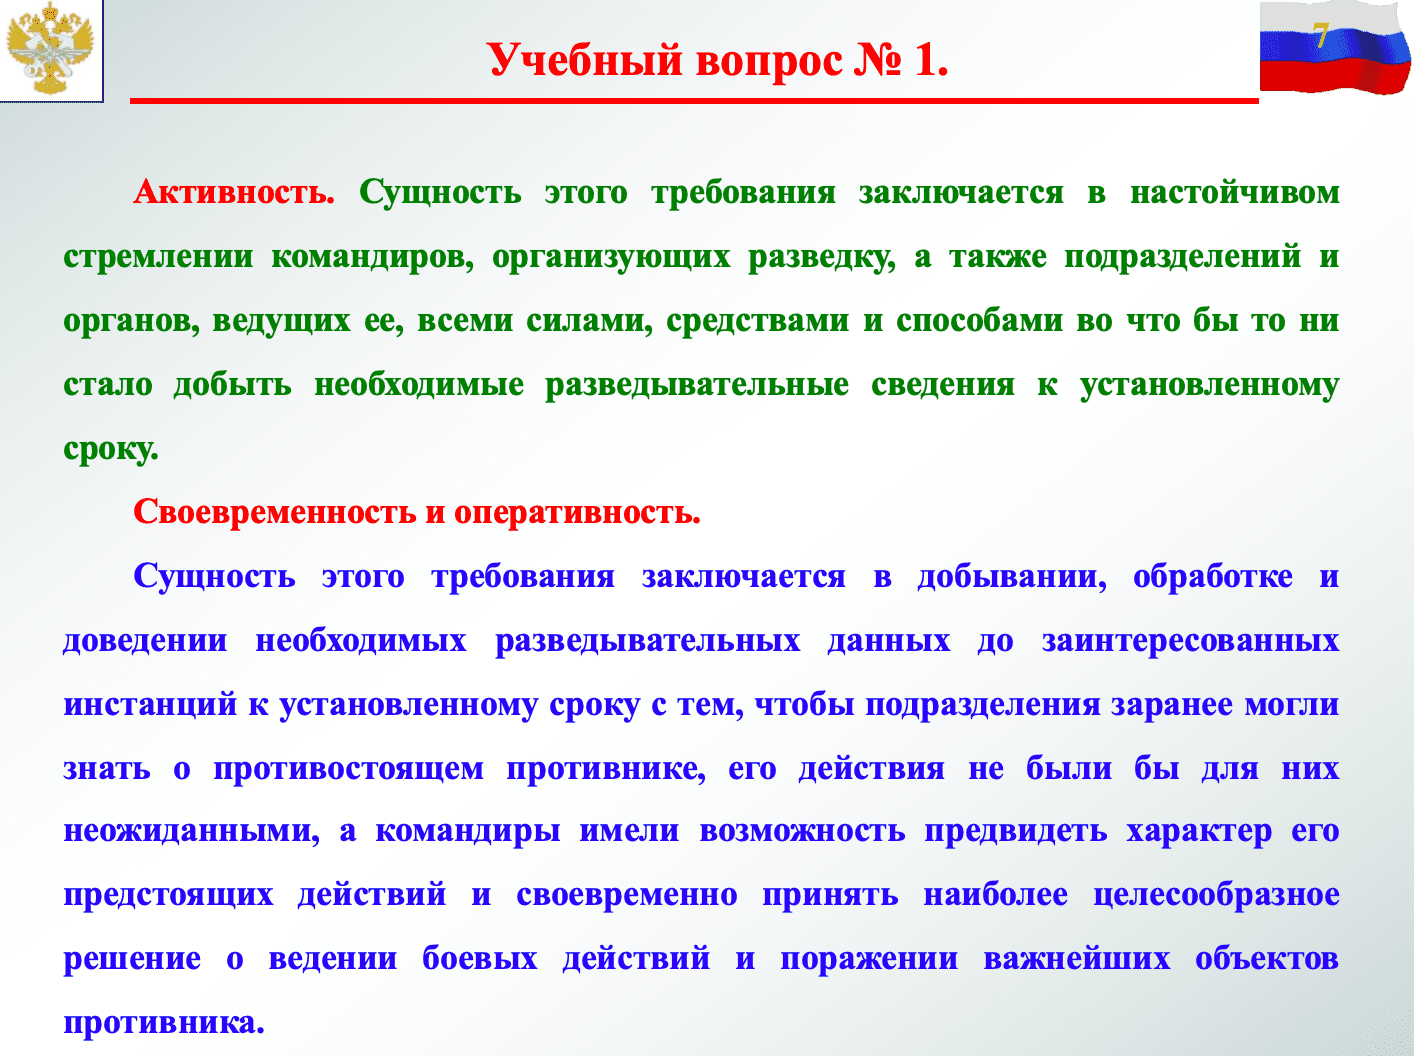 Учебный вопрос № 1.
7
Активность. Сущность этого требования заключается в настойчивом
стремлении командиров, организующих разведку, а также подразделений и
органов, ведущих ее, всеми силами, средствами и способами во что бы то ни
стало добыть необходимые разведывательные сведения к установленному
сроку.
Своевременность и оперативность.
Сущность этого требования заключается в добывании, обработке и
доведении необходимых разведывательных данных до заинтересованных
инстанций к установленному сроку с тем, чтобы подразделения заранее могли
знать о противостоящем противнике, его действия не были бы для них
неожиданными, а командиры имели возможность предвидеть характер его
предстоящих действий и своевременно принять наиболее целесообразное
решение о ведении боевых действий и поражении важнейших объектов
противника.